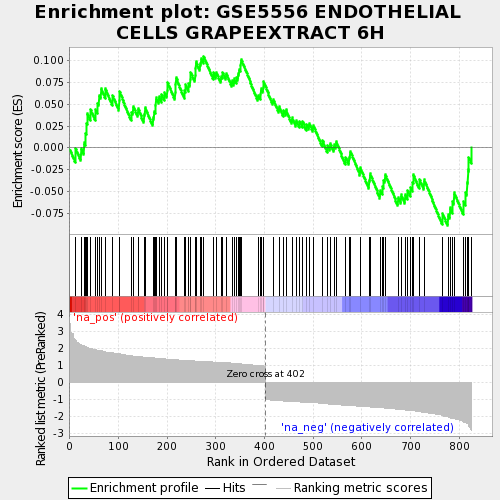 Enrichment plot: GSE5556 ENDOTHELIAL
CELLS GRAPEEXTRACT 6H
Enrichment score (ES)
0.100
0.075
0.050
0.025
0.000
-0.025
-0.050
-0.075
'na_pos' (positively correlated)
Ranked list metric (PreRanked)
4
3
2
1
0
-1
-2
-3
Zero cross at 402
'na_neg' (negatively correlated)
0 100 200 300 400 500 600 700 800
Rank in Ordered Dataset
Enrichment profile Hits Ranking metric scores